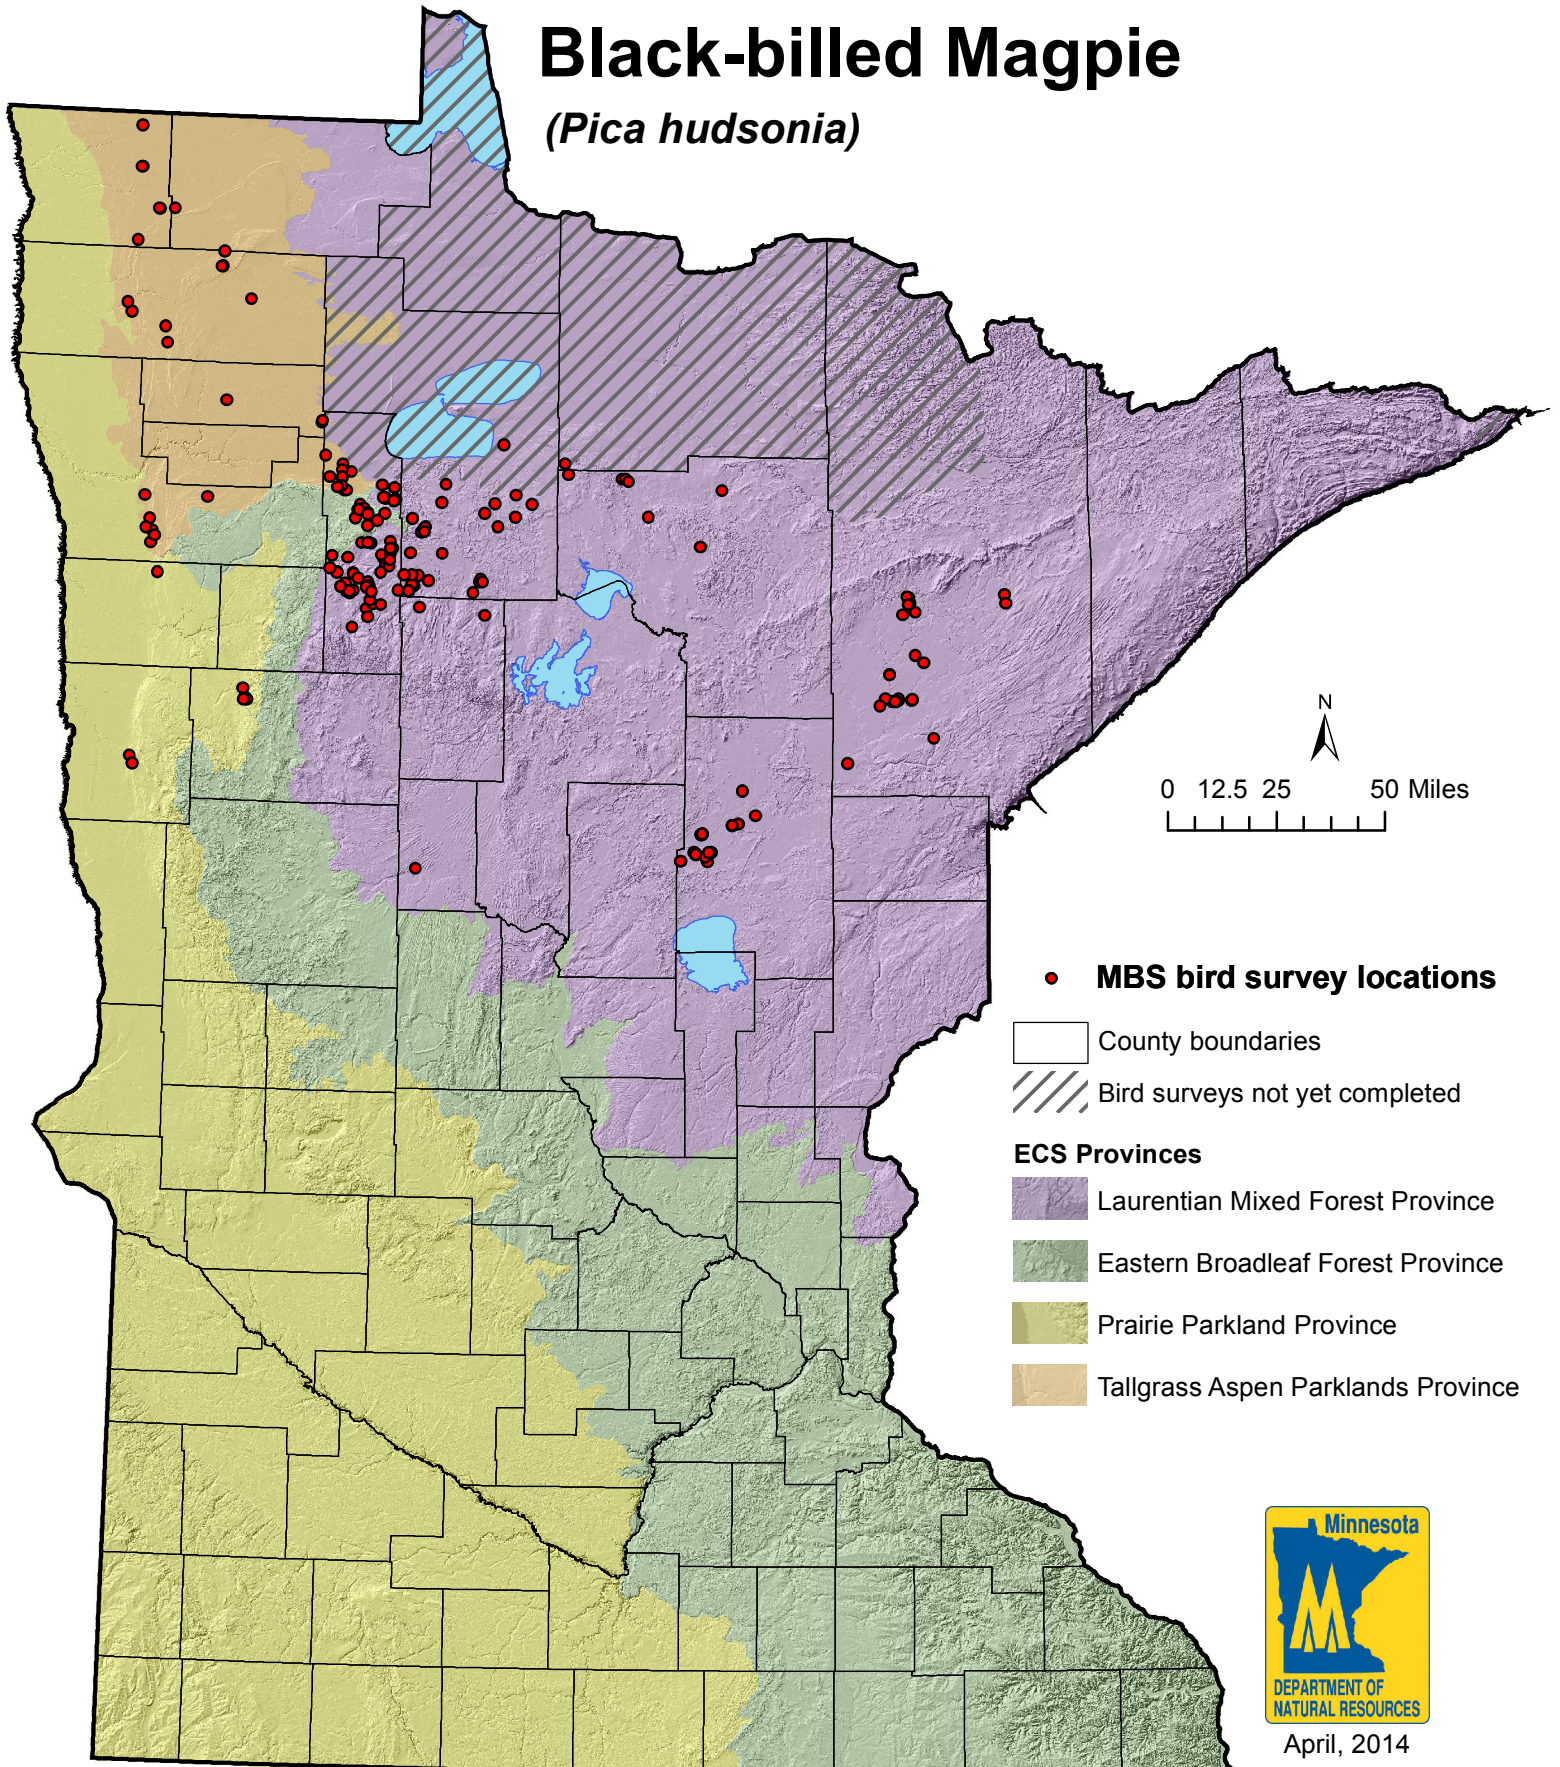 Black-billed Magpie
(Pica hudsonia)
N
0 12.5 25 50 Miles
MBS bird survey locations
County boundaries
Bird surveys not yet completed
ECS Provinces
Laurentian Mixed Forest Province
Eastern Broadleaf Forest Province
Prairie Parkland Province
Tallgrass Aspen Parklands Province
Minnesota
DEPARTMENT OF
NATURAL RESOURCES
April, 2014